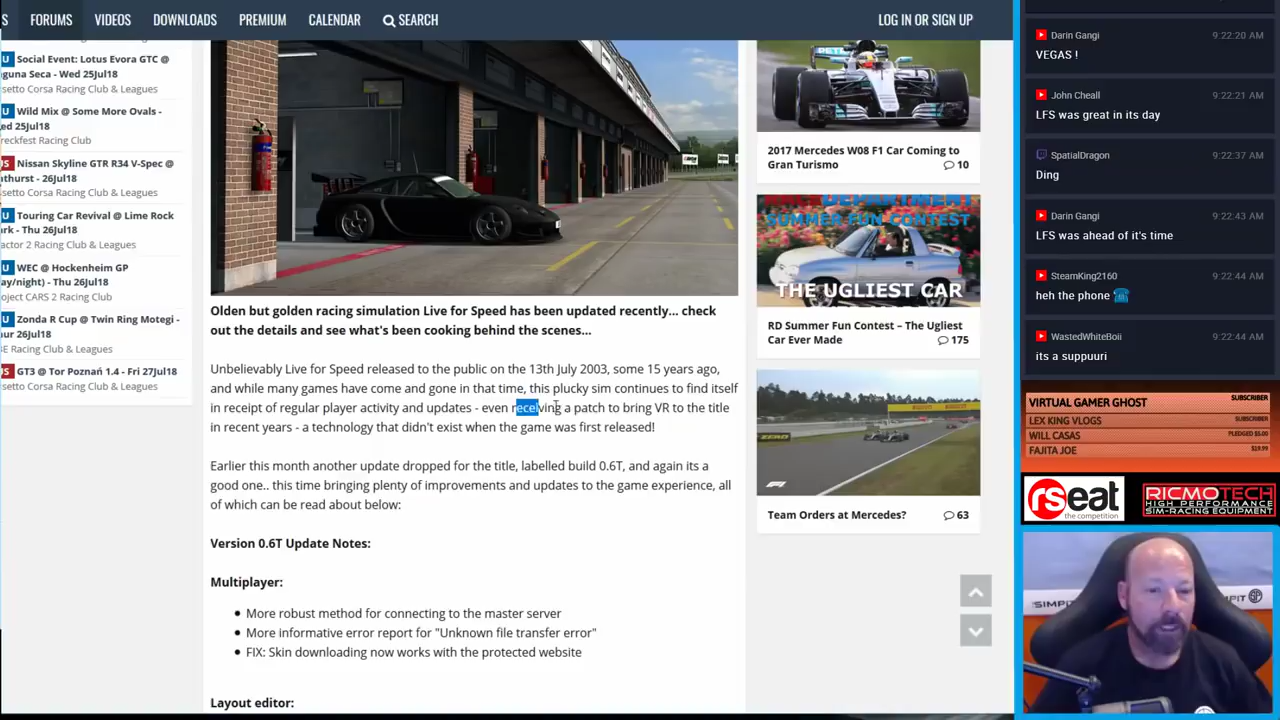 S FORUMS VIDEOS DOWNLOADS PREMIUM CALENDAR SEARCH LOG IN OR SIGN UP
U Social Event: Lotus Evora GTC @
guna Seca - Wed 25Jul18
setto Corsa Racing Club & Leagues
U Wild Mix @ Some More Ovals -
ed 25Jul18
reckfest Racing Club
US Nissan Skyline GTR R34 V-Spec @
thurst - 26Jul18
setto Corsa Racing Club & Leagues
U Touring Car Revival @ Lime Rock
rk - Thu 26Jul18
actor 2 Racing Club & Leagues
U WEC @ Hockenheim GP
ay/night) - Thu 26Jul18
oject CARS 2 Racing Club
U Zonda R Cup @ Twin Ring Motegi -
ur 26Jul18
E Racing Club & Leagues
US GT3 @ Tor Poznań 1.4 - Fri 27Jul18
setto Corsa Racing Club & Leagues
Olden but golden racing simulation Live for Speed has been updated recently... check
out the details and see what's been cooking behind the scenes...
Unbelievably Live for Speed released to the public on the 13th July 2003, some 15 years ago,
and while many games have come and gone in that time, this plucky sim continues to find itself
in receipt of regular player activity and updates - even receiving a patch to bring VR to the title
in recent years - a technology that didn't exist when the game was first released!
Earlier this month another update dropped for the title, labelled build 0.6T, and again its a
good one.. this time bringing plenty of improvements and updates to the game experience, all
of which can be read about below:
Version 0.6T Update Notes:
Multiplayer:
• More robust method for connecting to the master server
• More informative error report for "Unknown file transfer error"
• FIX: Skin downloading now works with the protected website
Layout editor:
2017 Mercedes W08 F1 Car Coming to
Gran Turismo 10
SUMMER FUN CONTEST
THE UGLIEST CAR
RD Summer Fun Contest – The Ugliest
Car Ever Made 175
F1
Team Orders at Mercedes? 63
Darin Gangi 9:22:20 AM
VEGAS !
John Cheall 9:22:21 AM
LFS was great in its day
SpatialDragon 9:22:37 AM
Ding
Darin Gangi 9:22:43 AM
LFS was ahead of it's time
SteamKing2160 9:22:44 AM
heh the phone
WastedWhiteBoii 9:22:44 AM
its a suppuuri
VIRTUAL GAMER GHOST SUBSCRIBER
LEX KING VLOGS SUBSCRIBER
WILL CASAS PLEDGED $5.00
FAJITA JOE $19.99
rseat
the competition
RICMOTECH
HIGH PERFORMANCE
SIM-RACING EQUIPMENT